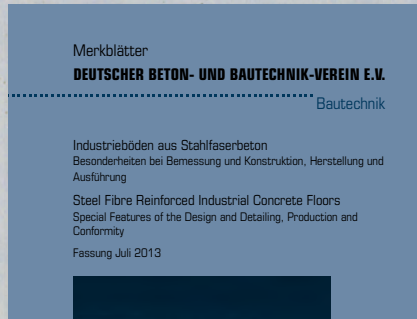 Merkblätter
DEUTSCHER BETON- UND BAUTECHNIK-VEREIN E.V.
Bautechnik
Industrieböden aus Stahlfaserbeton
Besonderheiten bei Bemessung und Konstruktion, Herstellung und
Ausführung
Steel Fibre Reinforced Industrial Concrete Floors
Special Features of the Design and Detailing, Production and
Conformity
Fassung Juli 2013